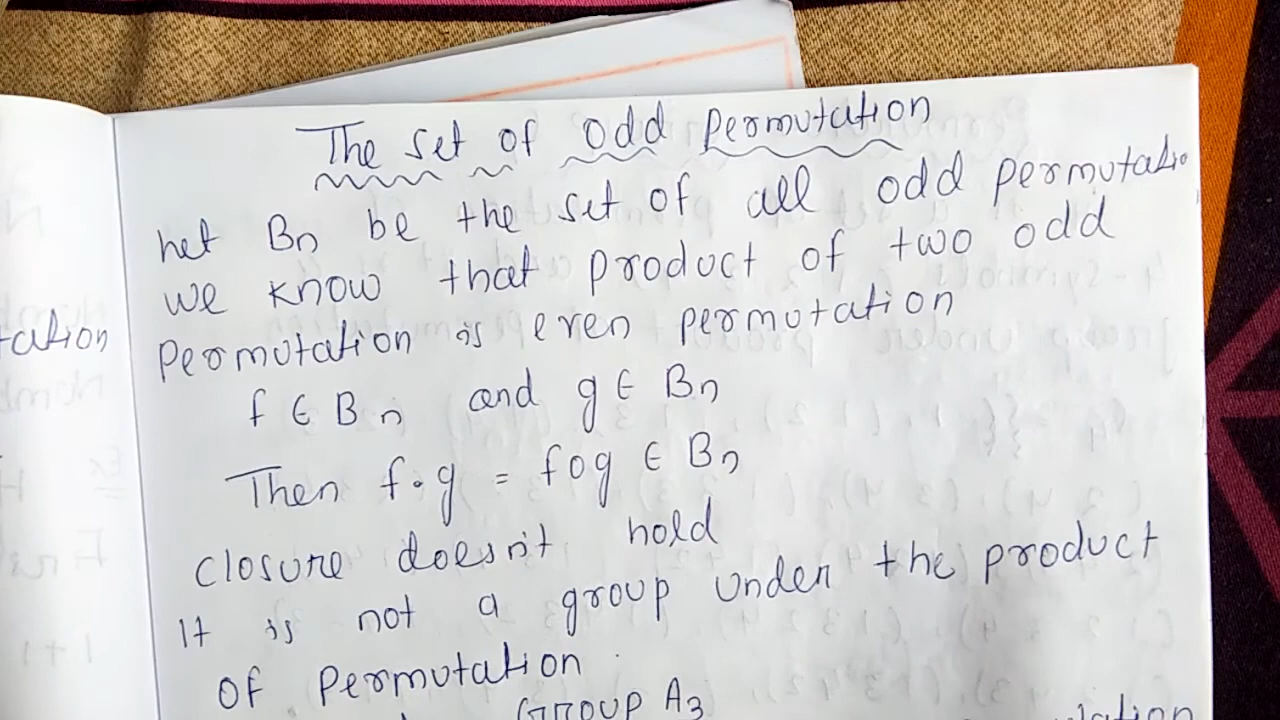 The set of odd permutation
Let Bn be the set of all odd permutatio
we know that product of two odd
tation
permutation is even permutation
f ∈ Bn and g ∈ Bn
Then f•g = fog ∈ Bn
closure doesn't hold
It is not a group under the product
Of permutation.
Group A3